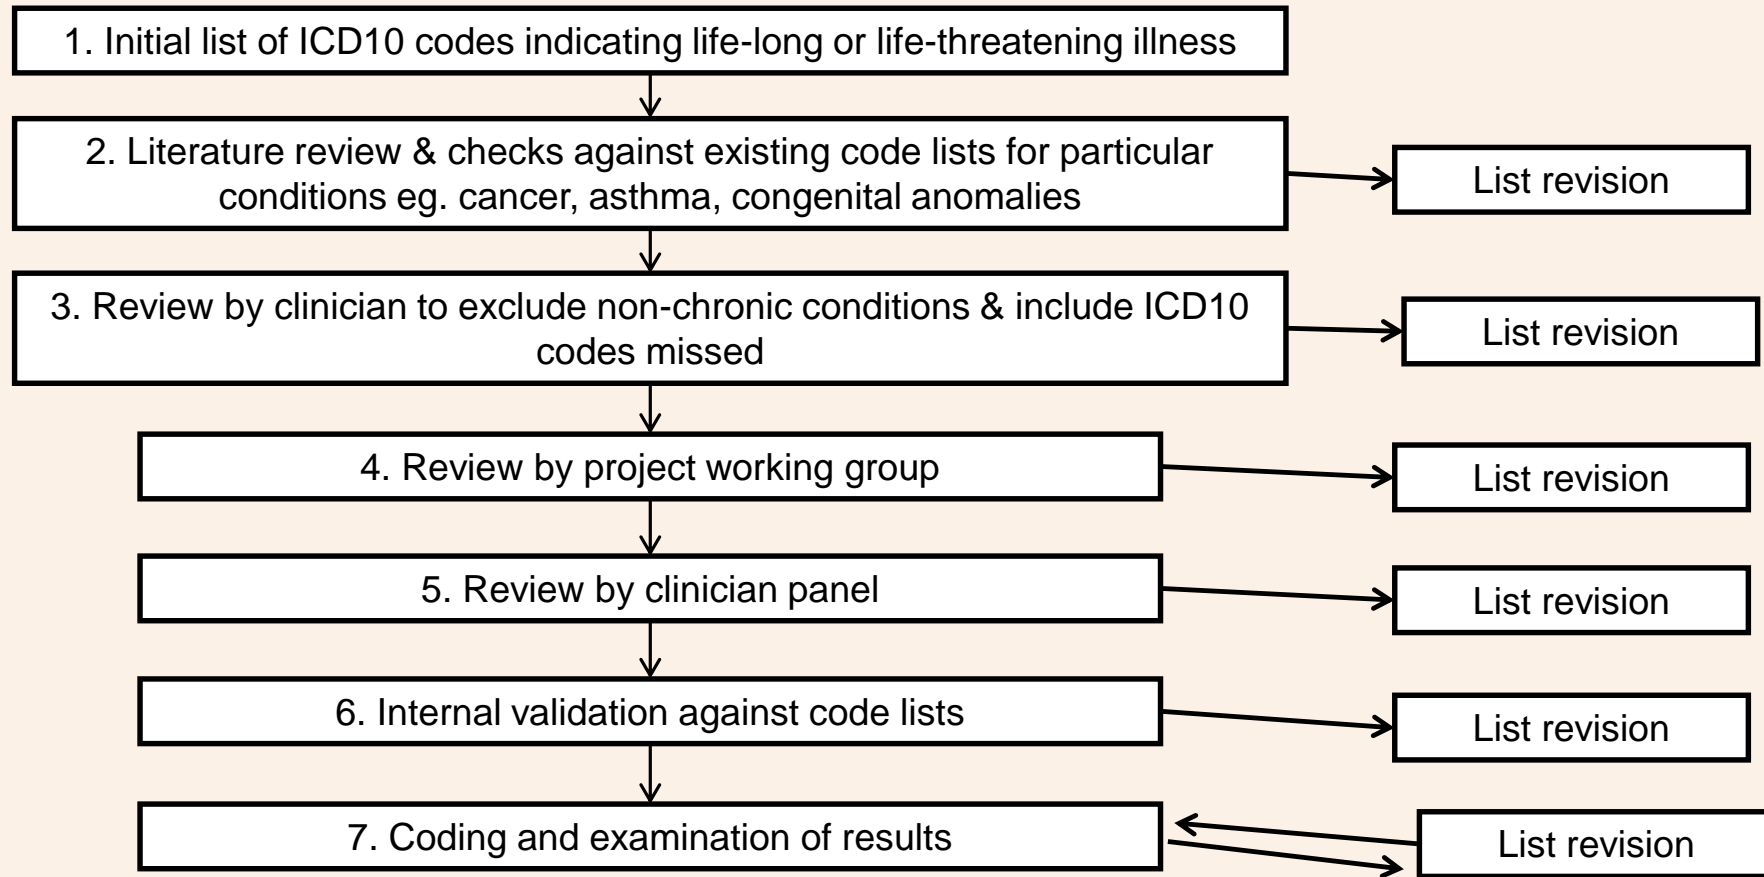 1. Initial list of ICD10 codes indicating life-long or life-threatening illness
2. Literature review & checks against existing code lists for particular
conditions eg. cancer, asthma, congenital anomalies
List revision
3. Review by clinician to exclude non-chronic conditions & include ICD10
codes missed
List revision
4. Review by project working group
List revision
5. Review by clinician panel
List revision
6. Internal validation against code lists
List revision
7. Coding and examination of results
List revision